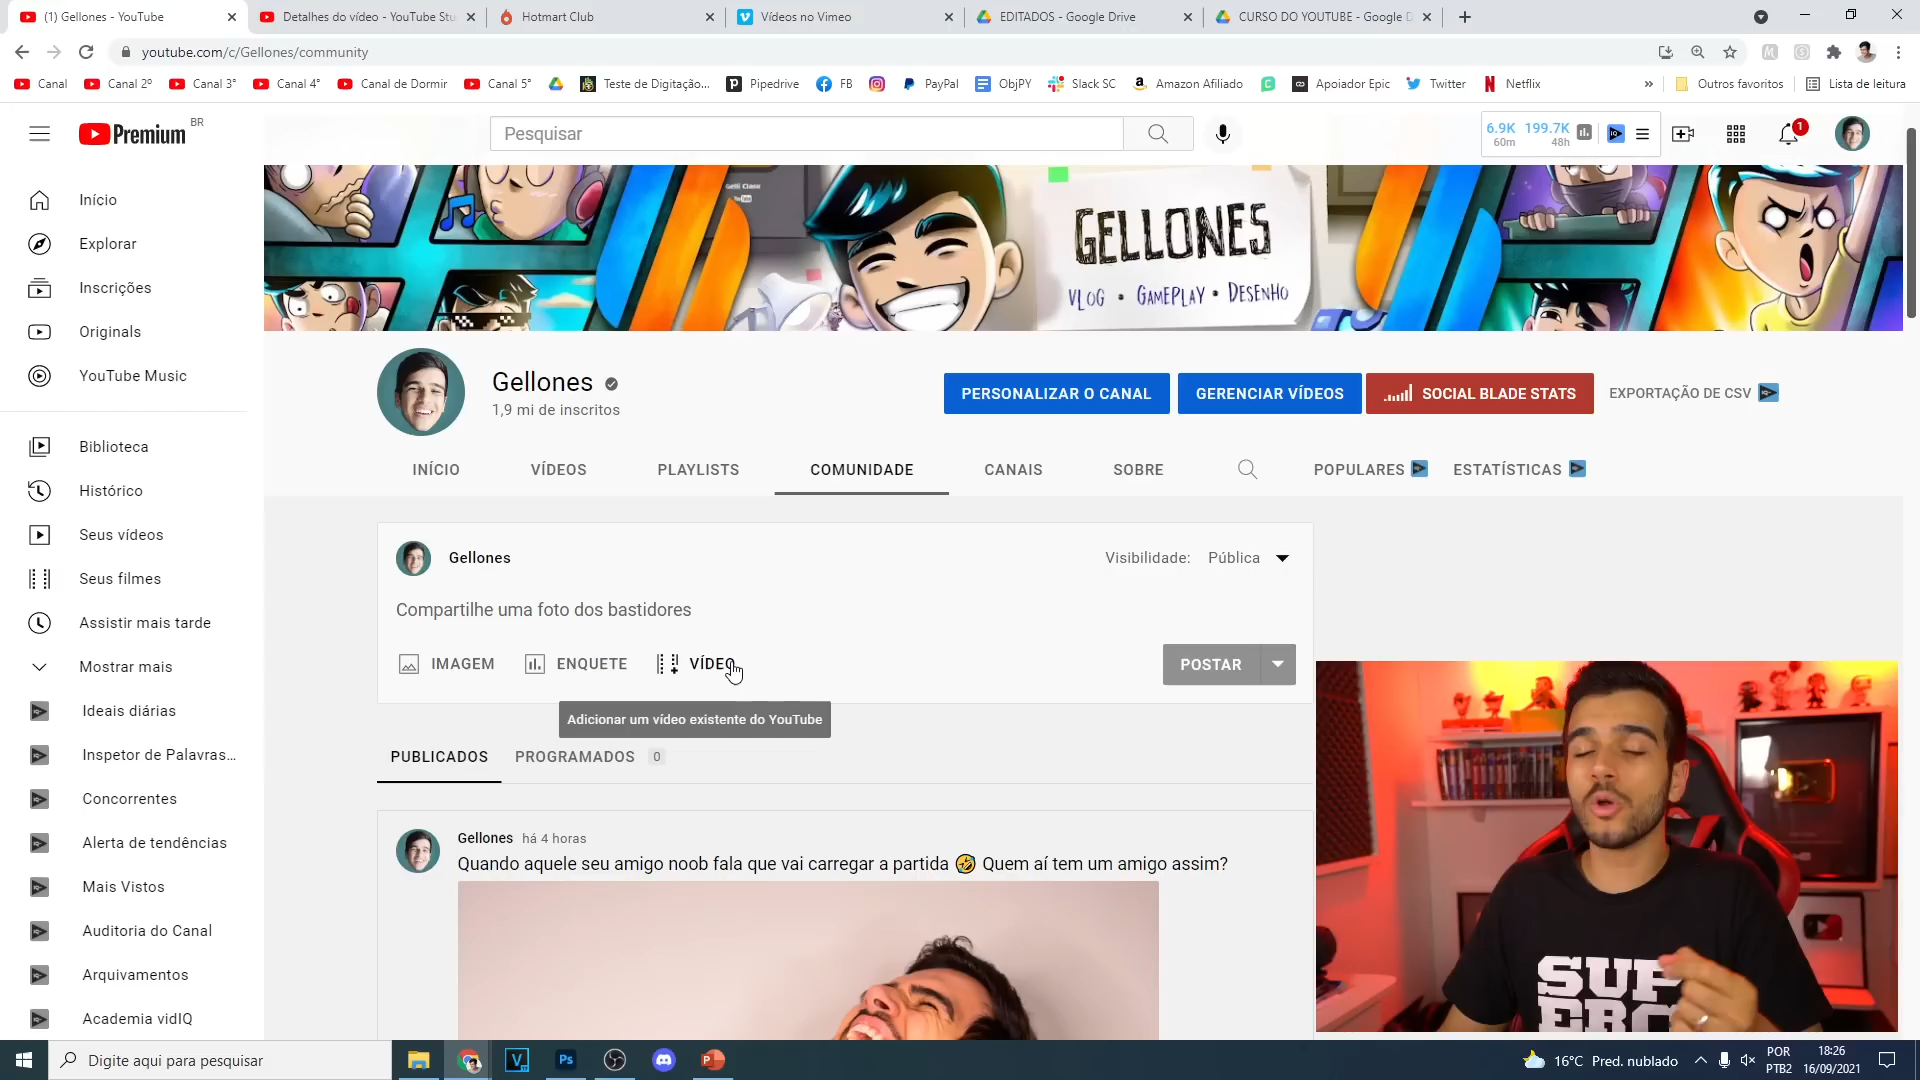 (1) Gellones - YouTube
Detalhes do vídeo - YouTube Stu
Hotmart Club
Vídeos no Vimeo
EDITADOS - Google Drive
CURSO DO YOUTUBE - Google D
youtube.com/c/Gellones/community
Canal
Canal 2º
Canal 3°
Canal 4°
Canal de Dormir
Canal 5°
Teste de Digitação...
Pipedrive
FB
PayPal
ObjPY
Slack SC
Amazon Afiliado
Apoiador Epic
Twitter
Netflix
»
Outros favoritos
Lista de leitura
Premium BR
Pesquisar
6.9K 199.7K
60m 48h
1
Início
Explorar
Inscrições
Originals
YouTube Music
Biblioteca
Histórico
Seus vídeos
Seus filmes
Assistir mais tarde
Mostrar mais
Ideais diárias
Inspetor de Palavras...
Concorrentes
Alerta de tendências
Mais Vistos
Auditoria do Canal
Arquivamentos
Academia vidIQ
GELLONES
VLOG • GAMEPLAY • DESENHO
Gellones
1,9 mi de inscritos
PERSONALIZAR O CANAL
GERENCIAR VÍDEOS
SOCIAL BLADE STATS
EXPORTAÇÃO DE CSV
INÍCIO
VÍDEOS
PLAYLISTS
COMUNIDADE
CANAIS
SOBRE
POPULARES
ESTATÍSTICAS
Gellones
Visibilidade: Pública
Compartilhe uma foto dos bastidores
IMAGEM
ENQUETE
VÍDEO
POSTAR
Adicionar um vídeo existente do YouTube
PUBLICADOS
PROGRAMADOS 0
Gellones há 4 horas
Quando aquele seu amigo noob fala que vai carregar a partida 🤣 Quem aí tem um amigo assim?
Digite aqui para pesquisar
16°C Pred. nublado
POR
PTB2
18:26
16/09/2021